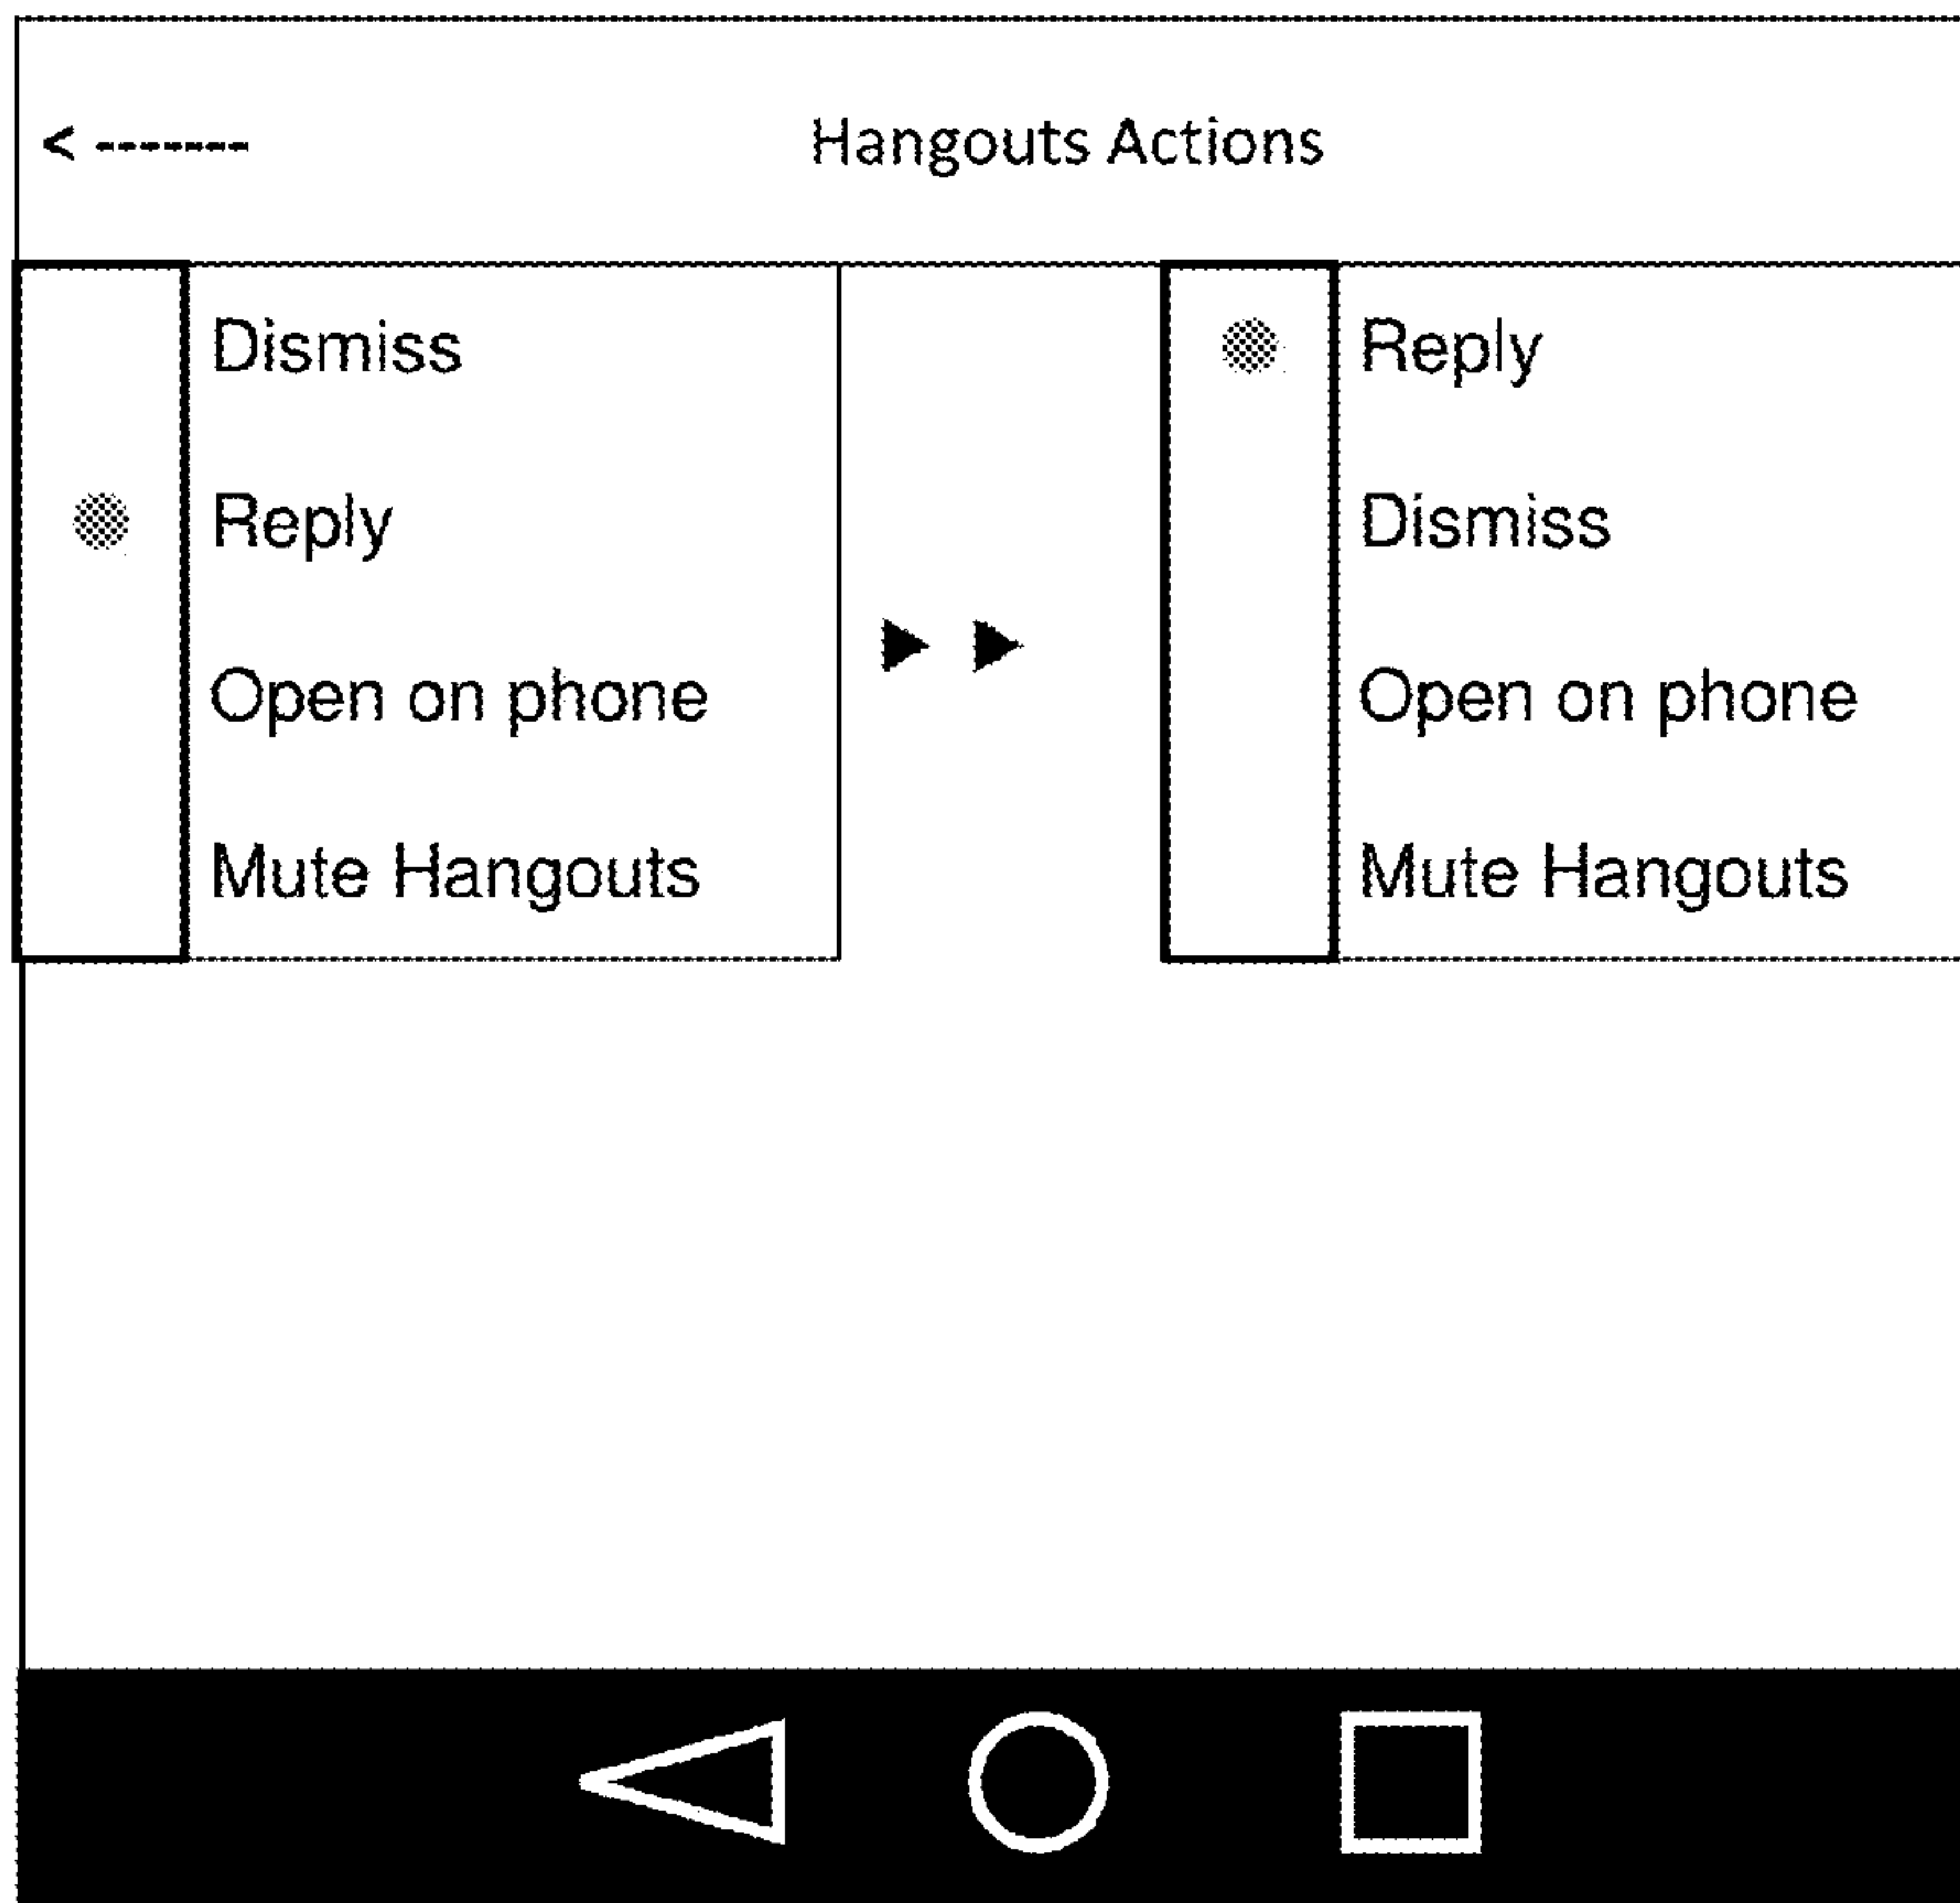 < -------
Hangouts Actions
Dismiss
Reply
Open on phone
Mute Hangouts
Reply
Dismiss
Open on phone
Mute Hangouts